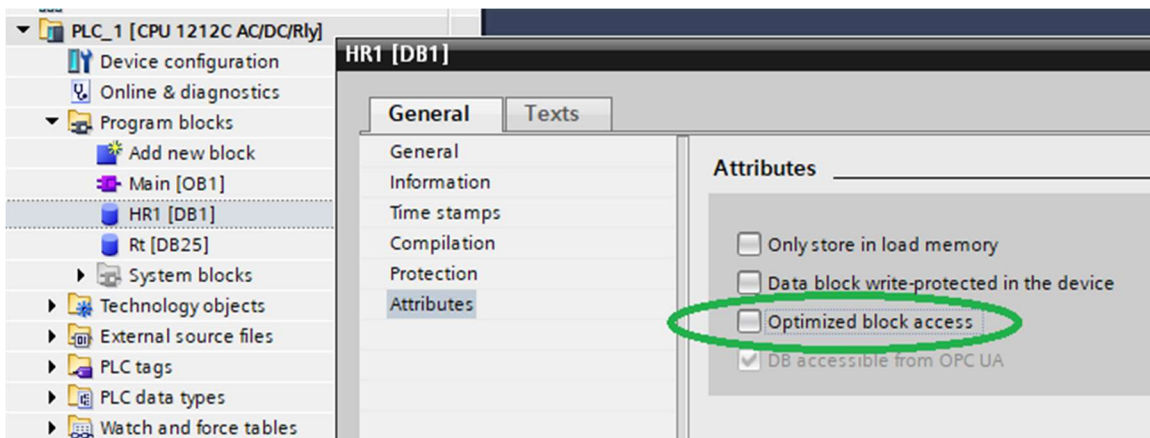 PLC_1 [CPU 1212C AC/DC/Rly]
Device configuration
Online & diagnostics
Program blocks
Add new block
Main [OB1]
HR1 [DB1]
Rt [DB25]
System blocks
Technology objects
External source files
PLC tags
PLC data types
Watch and force tables
HR1 [DB1]
General Texts
General
Information
Time stamps
Compilation
Protection
Attributes
Attributes
Only store in load memory
Data block write-protected in the device
Optimized block access
DB accessible from OPC UA